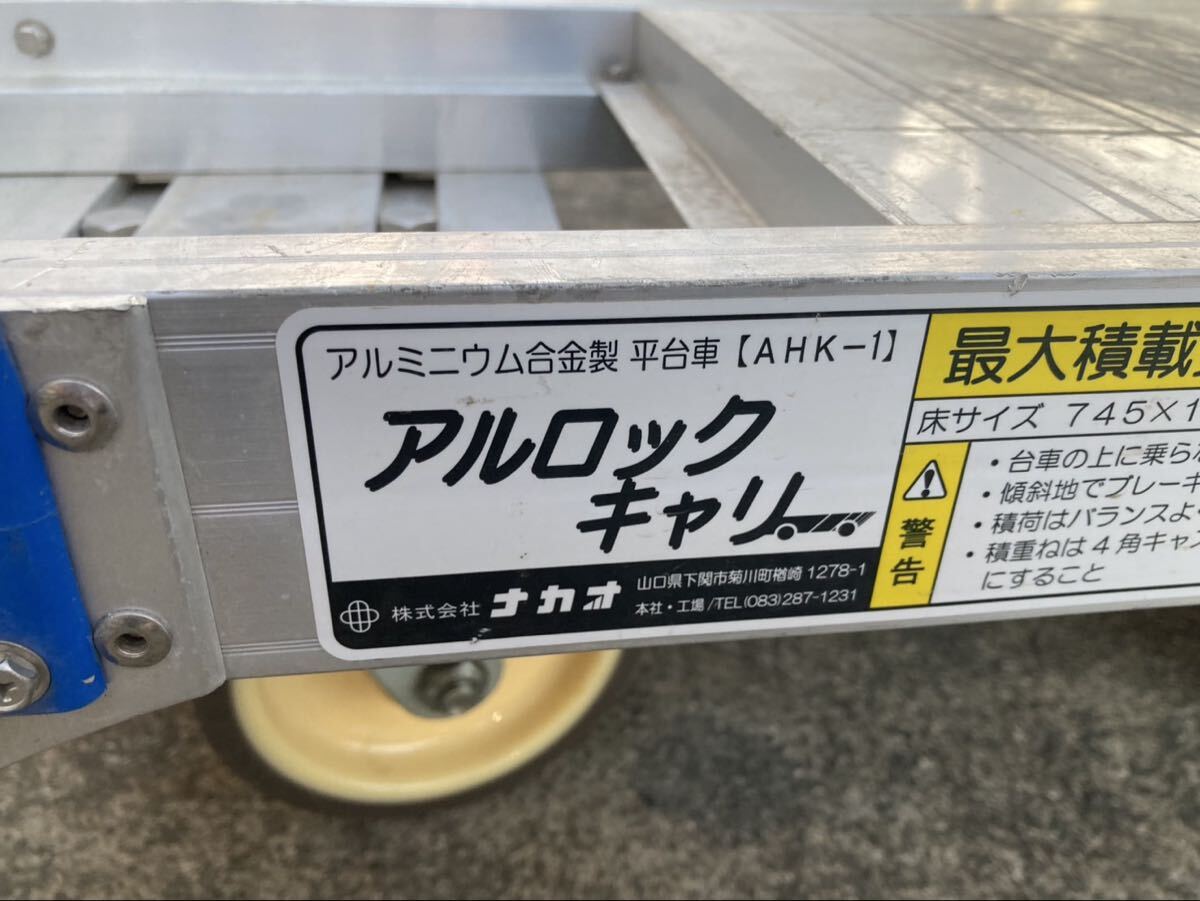 アルミニウム合金製 平台車【AHK-1】
アルロック
キャリー
株式会社 ナカオ
山口県下関市菊川町楢崎 1278-1
本社・工場/TEL(083)287-1231
最大積載
床サイズ 745×1
警告
・台車の上に乗らな
・傾斜地でブレーキ
・積荷はバランスよ
・積重ねは4角キャス
にすること